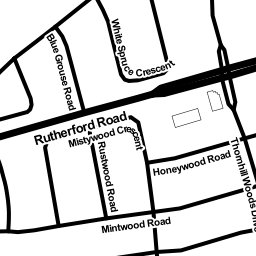 White Spruce Crescent
Blue Grouse Road
Rutherford Road
Mistywood Crescent
Rustwood Road
Honeywood Road
Thornhill Woods Drive
Mintwood Road